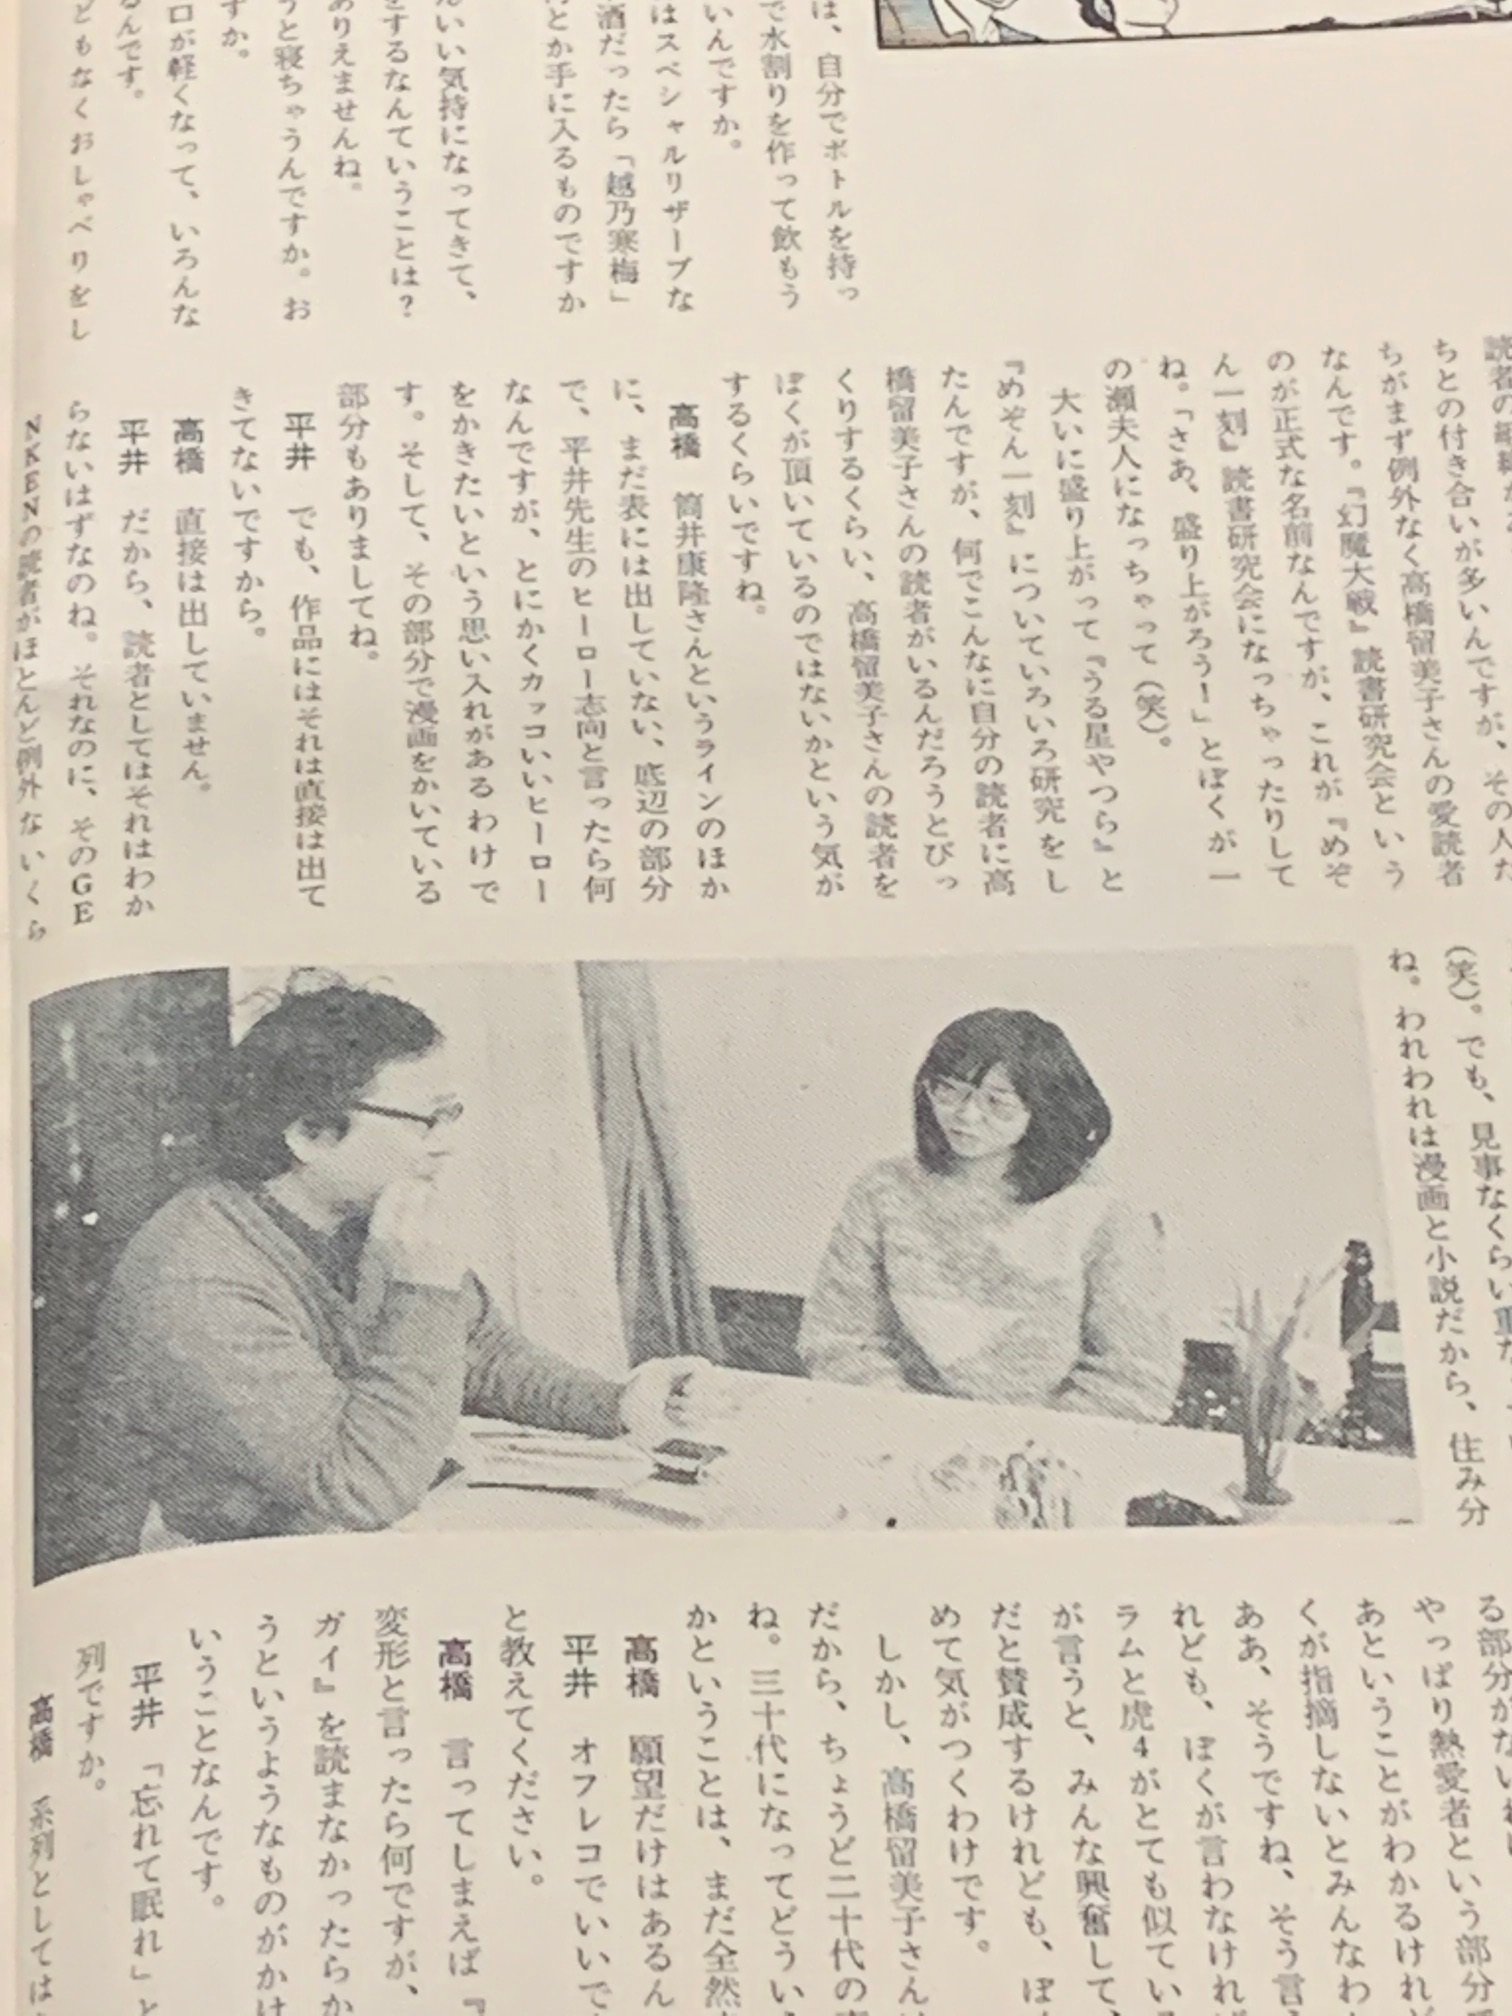 は、自分でボトルを持っ
で水割りを作って飲もう
いんですか。
はスペシャルリザーブな
酒だったら「越乃寒梅」
とか手に入るものですか
いい気持になってきて、
をするなんていうことは？
ありえませんね。
うと寝ちゃうんですか。お
すか。
ロが軽くなって、いろんな
るんです。
ともなくおしゃべりをし
ちとの付き合いが多いんですが、その人た
ちがまず例外なく高橋留美子さんの愛読者
なんです。『幻魔大戦』読書研究会という
のが正式な名前なんですが、これが『めぞ
ん一刻』読書研究会になっちゃったりして
ね。「さあ、盛り上がろう！」とぼくが一
の瀬夫人になっちゃって（笑）。
大いに盛り上がって『うる星やつら』と
『めぞん一刻』についていろいろ研究をし
たんですが、何でこんなに自分の読者に高
橋留美子さんの読者がいるんだろうとびっ
くりするくらい、高橋留美子さんの読者を
ぼくが頂いているのではないかという気が
するくらいですね。
高橋　筒井康隆さんというラインのほか
に、まだ表には出していない、底辺の部分
で、平井先生のヒーロー志向と言ったら何
なんですが、とにかくカッコいいヒーロー
をかきたいという思い入れがあるわけで
す。そして、その部分で漫画をかいている
部分もありましてね。
平井　でも、作品にはそれは直接は出て
きてないですから。
高橋　直接は出していません。
平井　だから、読者としてはそれはわか
らないはずなのね。それなのに、そのGE
NKENの読者がほとんど例外ないくら
（笑）。でも、見事なくらい重な
ね。われわれは漫画と小説だから、住み分
る部分がないわけ
やっぱり熱愛者という部分
あということがわかるけれ
くが指摘しないとみんなわ
ああ、そうですね、そう言
れども、ぼくが言わなければ
ラムと虎4がとても似てい
が言うと、みんな興奮して、
だと賛成するけれども、ぼ
めて気がつくわけです。
しかし、高橋留美子さんは
だから、ちょうど二十代の
ね。三十代になってどうい
かということは、まだ全然
高橋　願望だけはあるん
平井　オフレコでいいで
と教えてください。
高橋　言ってしまえば『
変形と言ったら何ですが、
ガイ』を読まなかったらか
うというようなものがかけ
いうことなんです。
平井　「忘れて眠れ」と
列ですか。
高橋　系列としては